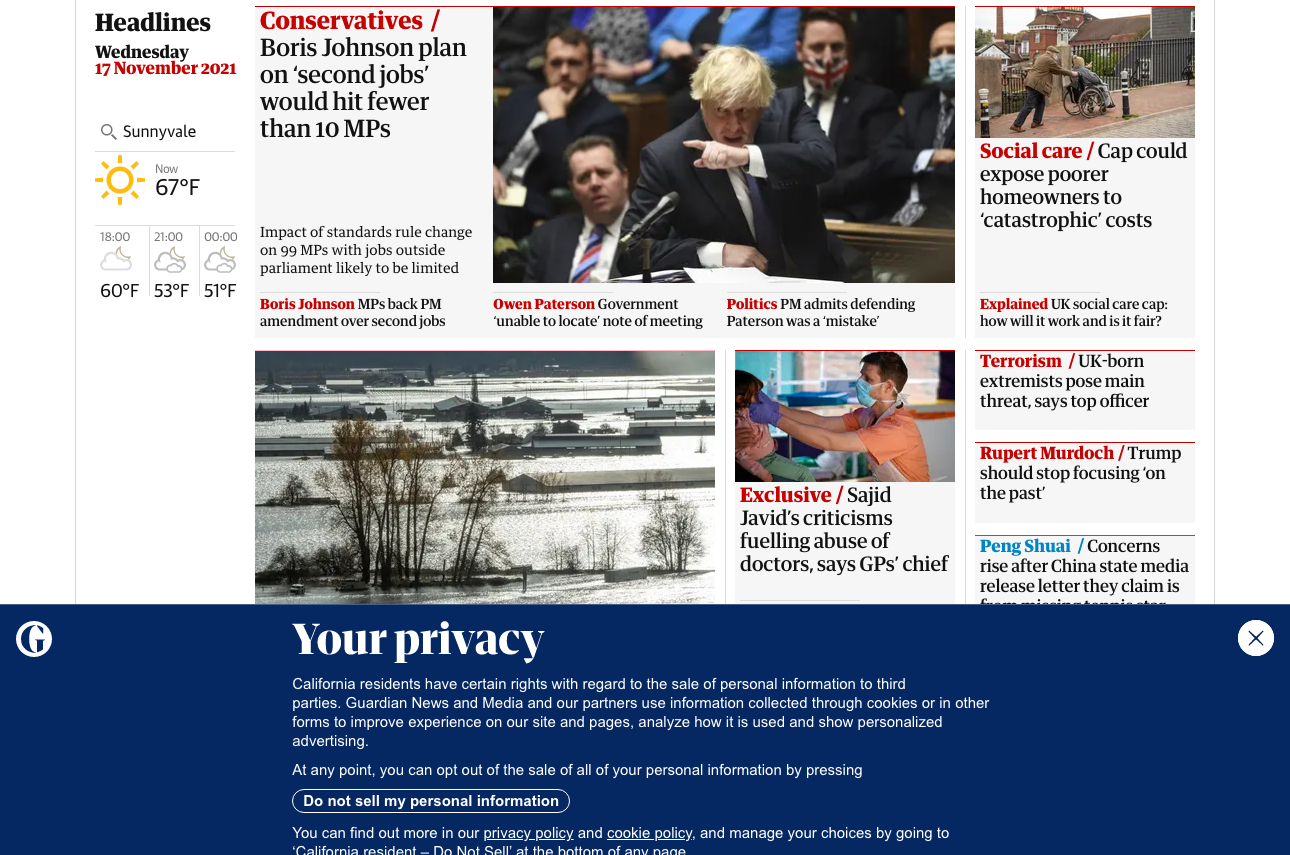 Headlines
Wednesday
17 November 2021
Sunnyvale
Now
67°F
18:00
21:00
00:00
60°F
53°F
51°F
Conservatives /
Boris Johnson plan
on ‘second jobs’
would hit fewer
than 10 MPs
Impact of standards rule change
on 99 MPs with jobs outside
parliament likely to be limited
Boris Johnson MPs back PM
amendment over second jobs
Owen Paterson Government
‘unable to locate’ note of meeting
Politics PM admits defending
Paterson was a ‘mistake’
Social care / Cap could
expose poorer
homeowners to
‘catastrophic’ costs
Explained UK social care cap:
how will it work and is it fair?
Exclusive / Sajid
Javid’s criticisms
fuelling abuse of
doctors, says GPs’ chief
Terrorism / UK-born
extremists pose main
threat, says top officer
Rupert Murdoch / Trump
should stop focusing ‘on
the past’
Peng Shuai / Concerns
rise after China state media
release letter they claim is
from missing tennis star
Your privacy
California residents have certain rights with regard to the sale of personal information to third
parties. Guardian News and Media and our partners use information collected through cookies or in other
forms to improve experience on our site and pages, analyze how it is used and show personalized
advertising.
At any point, you can opt out of the sale of all of your personal information by pressing
Do not sell my personal information
You can find out more in our privacy policy and cookie policy, and manage your choices by going to
‘California resident – Do Not Sell’ at the bottom of any page.